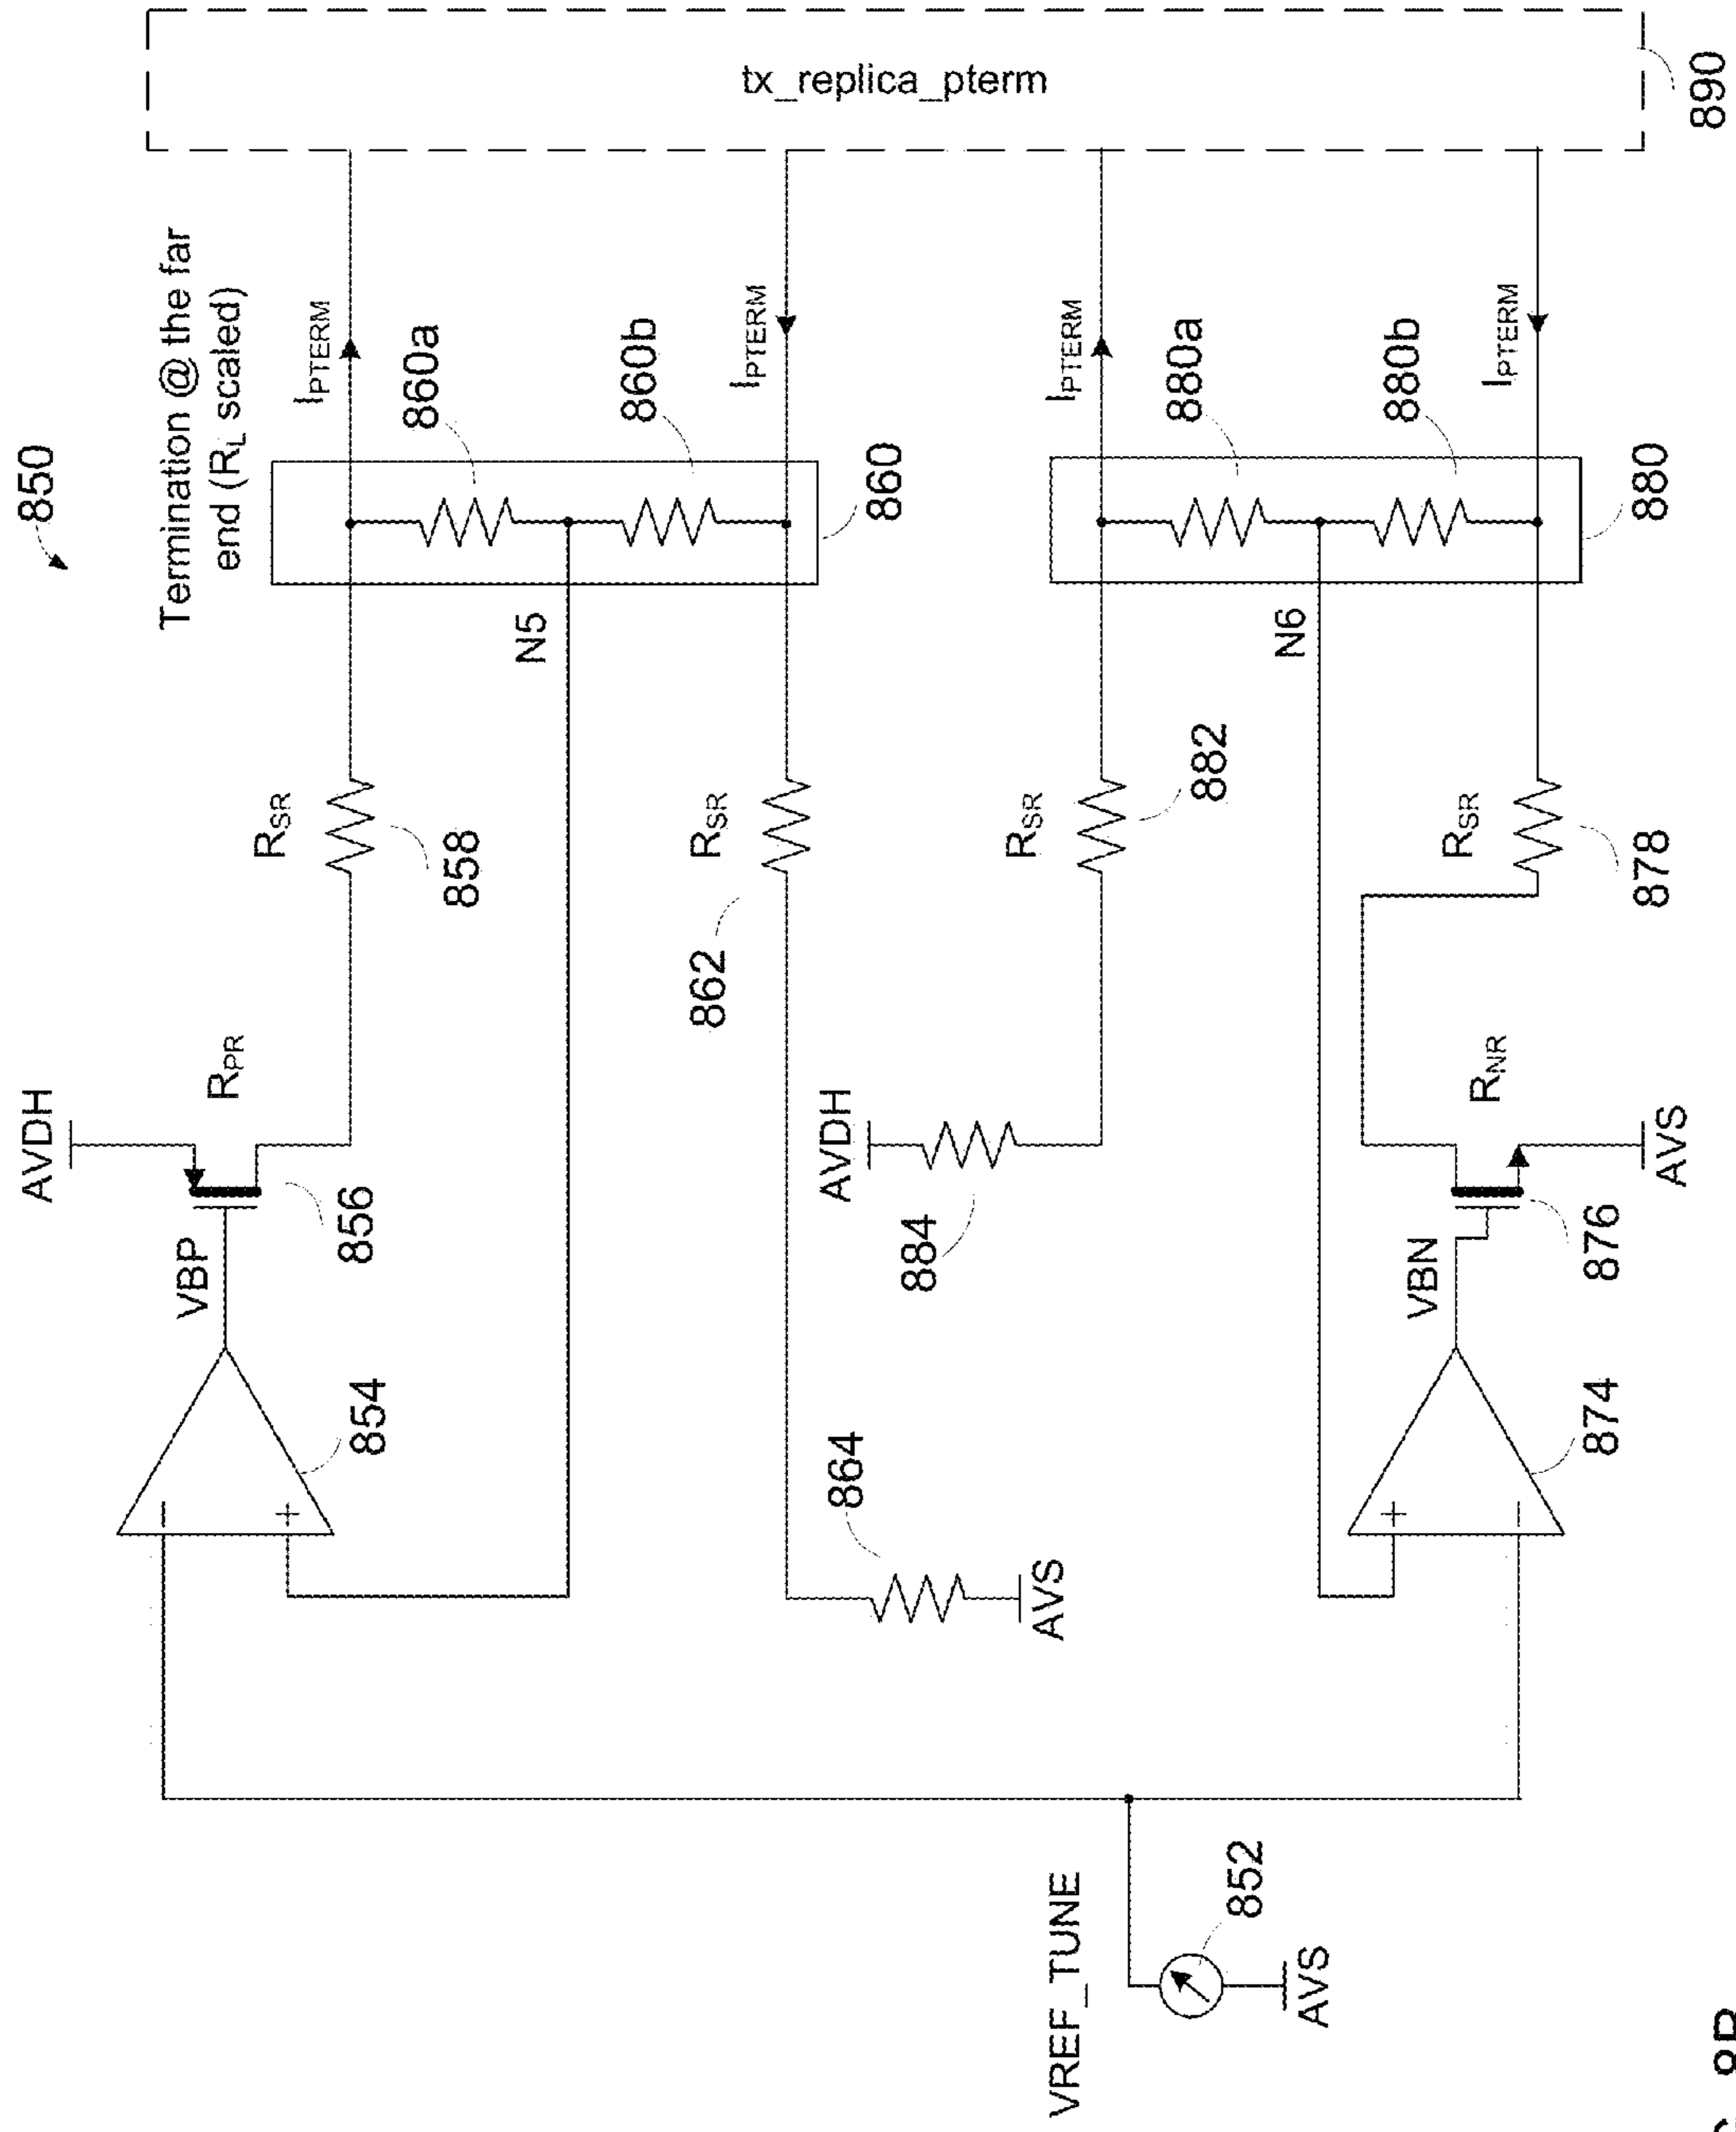 850
tx_replica_pterm
890
Termination @ the far
end (RL scaled)
IPTERM
860a
860b
IPTERM
860
N5
RSR
858
RSR
862
AVDH
RPR
856
VBP
854
864
AVS
IPTERM
880a
880b
IPTERM
880
N6
RSR
882
RSR
878
AVDH
884
RNR
AVS
876
VBN
874
VREF_TUNE
852
AVS
8B